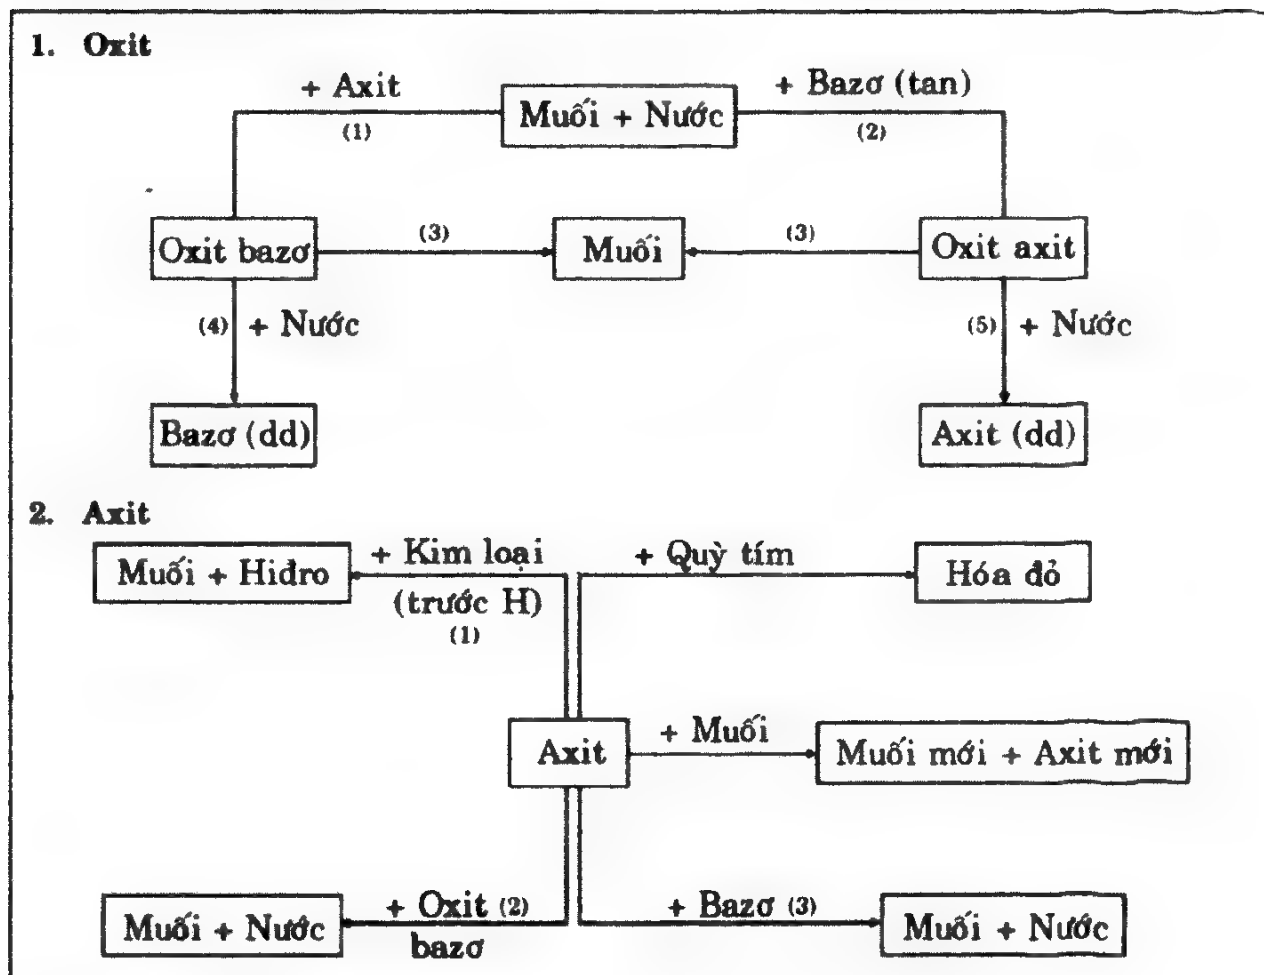 1. Oxit
+ Axit
(1)
Muối + Nước
+ Bazơ (tan)
(2)
Oxit bazơ
(3)
Muối
(3)
Oxit axit
(4) + Nước
(5) + Nước
Bazơ (dd)
Axit (dd)
2. Axit
Muối + Hiđro
+ Kim loại
(trước H)
(1)
+ Quỳ tím
Hóa đỏ
Axit
+ Muối
Muối mới + Axit mới
Muối + Nước
+ Oxit (2)
bazơ
+ Bazơ (3)
Muối + Nước